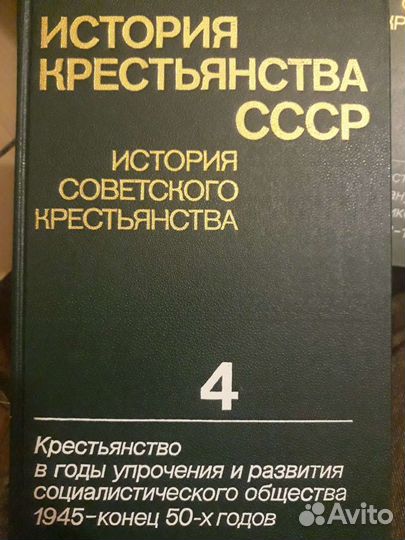 ИСТОРИЯ
КРЕСТЬЯНСТВА
СССР
ИСТОРИЯ
СОВЕТСКОГО
КРЕСТЬЯНСТВА
4
Крестьянство
в годы упрочения и развития
социалистического общества
1945–конец 50-х годов
Avito